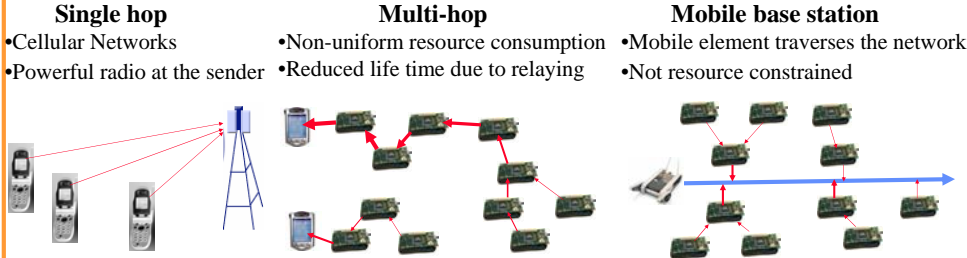 Single hop
•Cellular Networks
•Powerful radio at the sender
Multi-hop
•Non-uniform resource consumption
•Reduced life time due to relaying
Mobile base station
•Mobile element traverses the network
•Not resource constrained